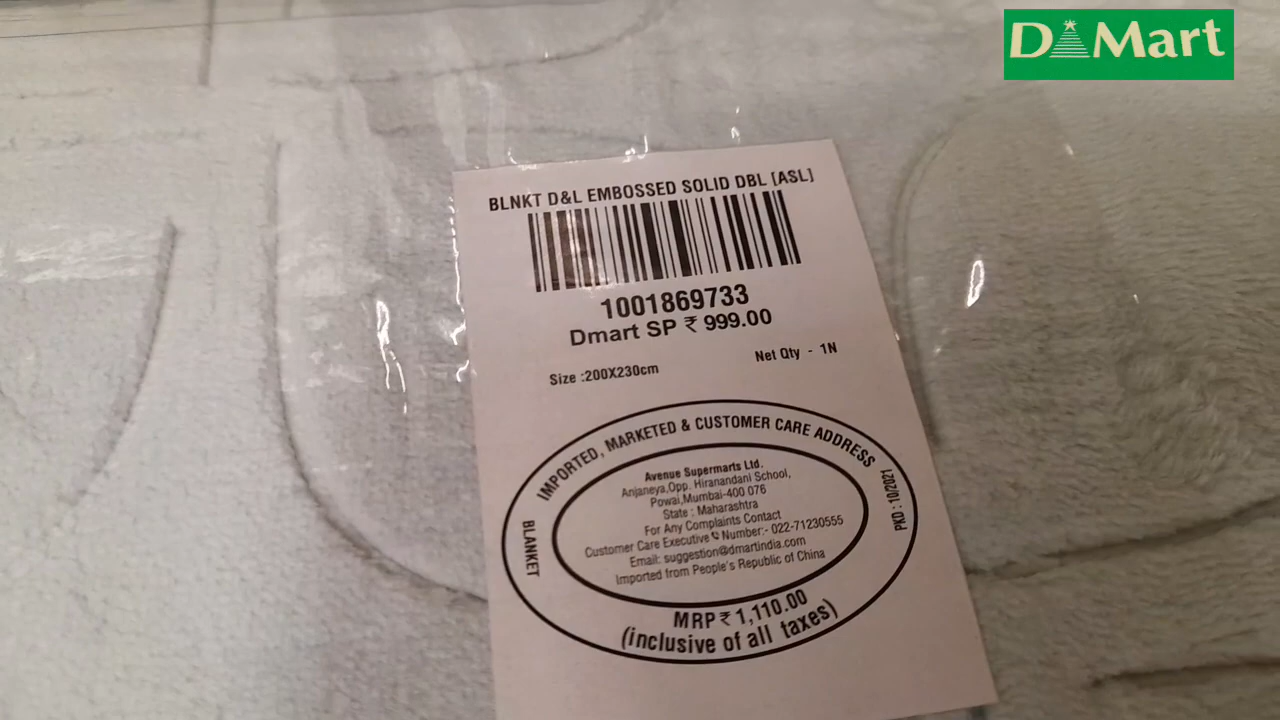 D Mart
BLNKT D&L EMBOSSED SOLID DBL [ASL]
1001869733
Dmart SP ₹ 999.00
Net Qty - 1N
Size :200X230cm
IMPORTED, MARKETED & CUSTOMER CARE ADDRESS
Avenue Supermarts Ltd.
Anjaneya,Opp. Hiranandani School,
Powai,Mumbai-400 076
State : Maharashtra
For Any Complaints Contact
Customer Care Executive Number:- 022-71230555
Email: suggestion@dmartindia.com
Imported from People's Republic of China
BLANKET
PKD : 10/2021
MRP ₹ 1,110.00
(inclusive of all taxes)